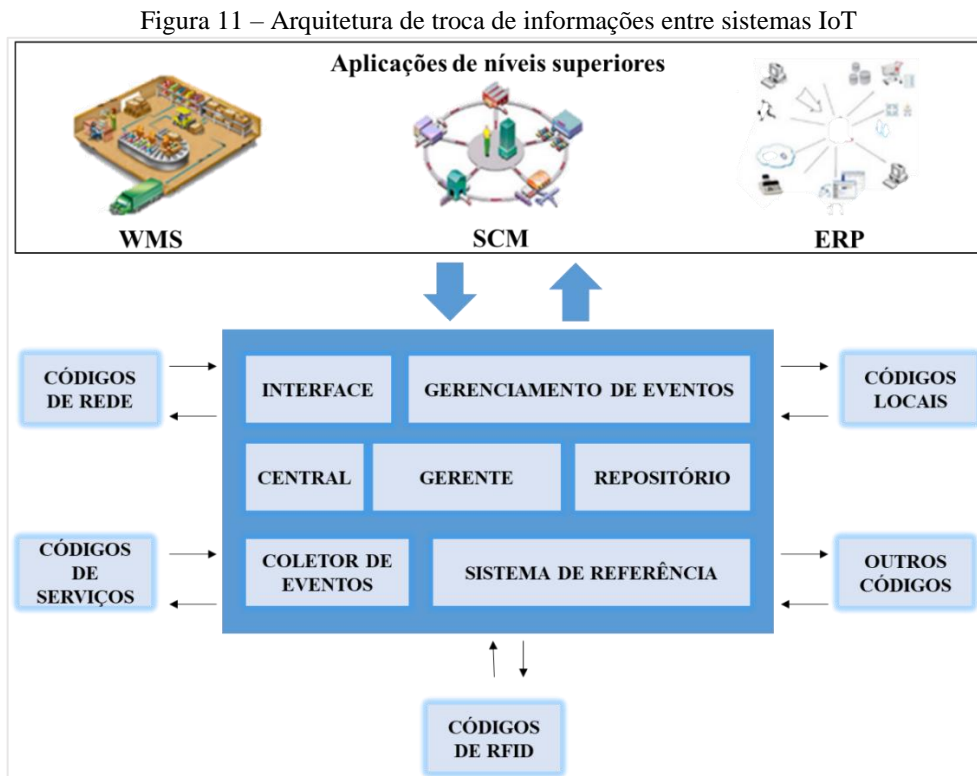 Figura 11 – Arquitetura de troca de informações entre sistemas IoT
Aplicações de níveis superiores
WMS
SCM
ERP
CÓDIGOS
DE REDE
INTERFACE
GERENCIAMENTO DE EVENTOS
CÓDIGOS
LOCAIS
CENTRAL
GERENTE
REPOSITÓRIO
CÓDIGOS
DE
SERVIÇOS
COLETOR DE
EVENTOS
SISTEMA DE REFERÊNCIA
OUTROS
CÓDIGOS
CÓDIGOS
DE RFID